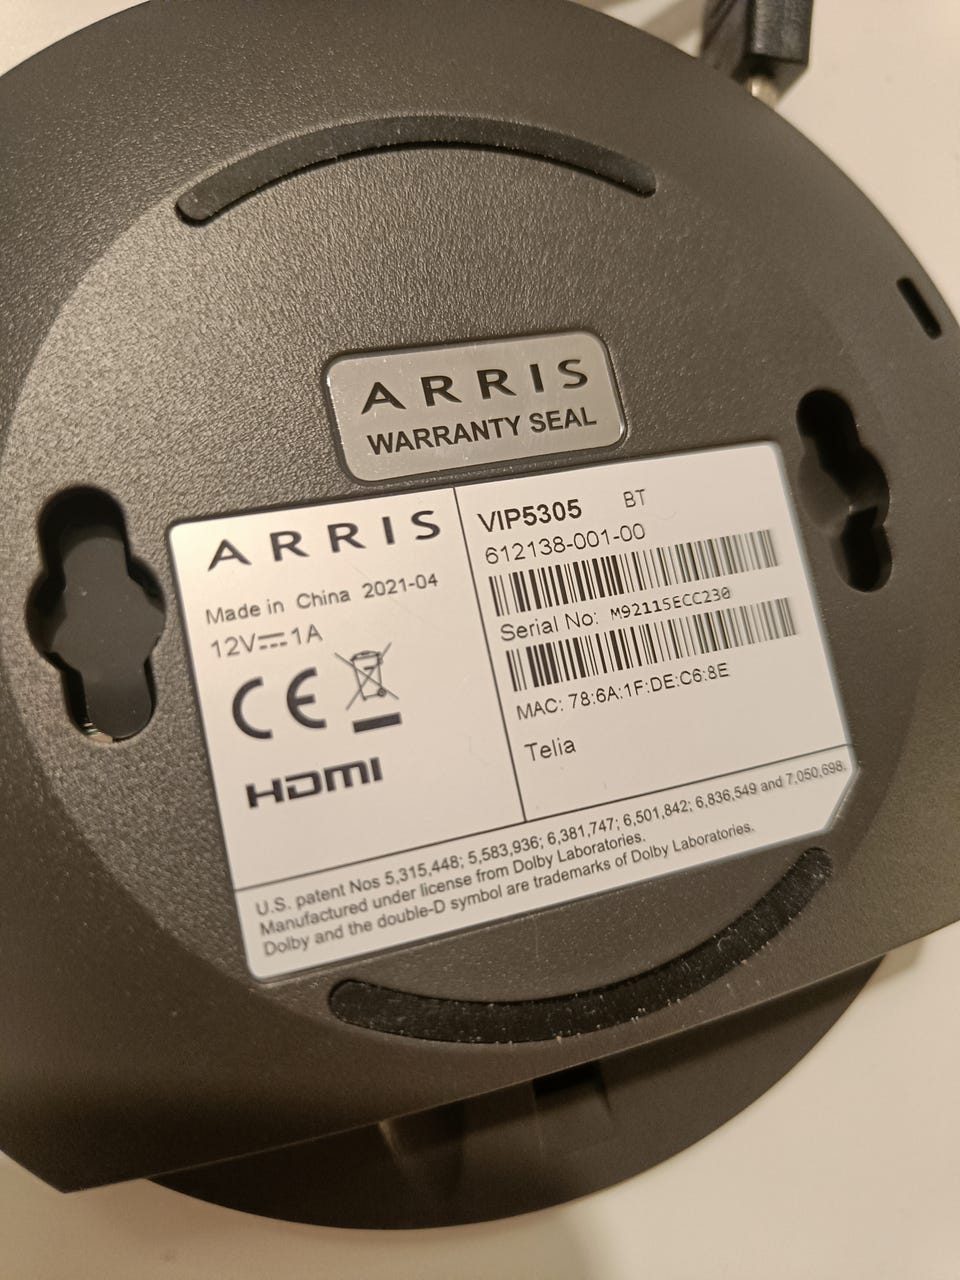 ARRIS
WARRANTY SEAL
ARRIS
Made in China 2021-04
12V⎓1A
CE
HDMI
VIP5305 BT
612138-001-00
Serial No: M92115ECC230
MAC: 78:6A:1F:DE:C6:8E
Telia
U.S. patent Nos 5,315,448; 5,583,936; 6,381,747; 6,501,842; 6,836,549 and 7,050,698.
Manufactured under license from Dolby Laboratories.
Dolby and the double-D symbol are trademarks of Dolby Laboratories.